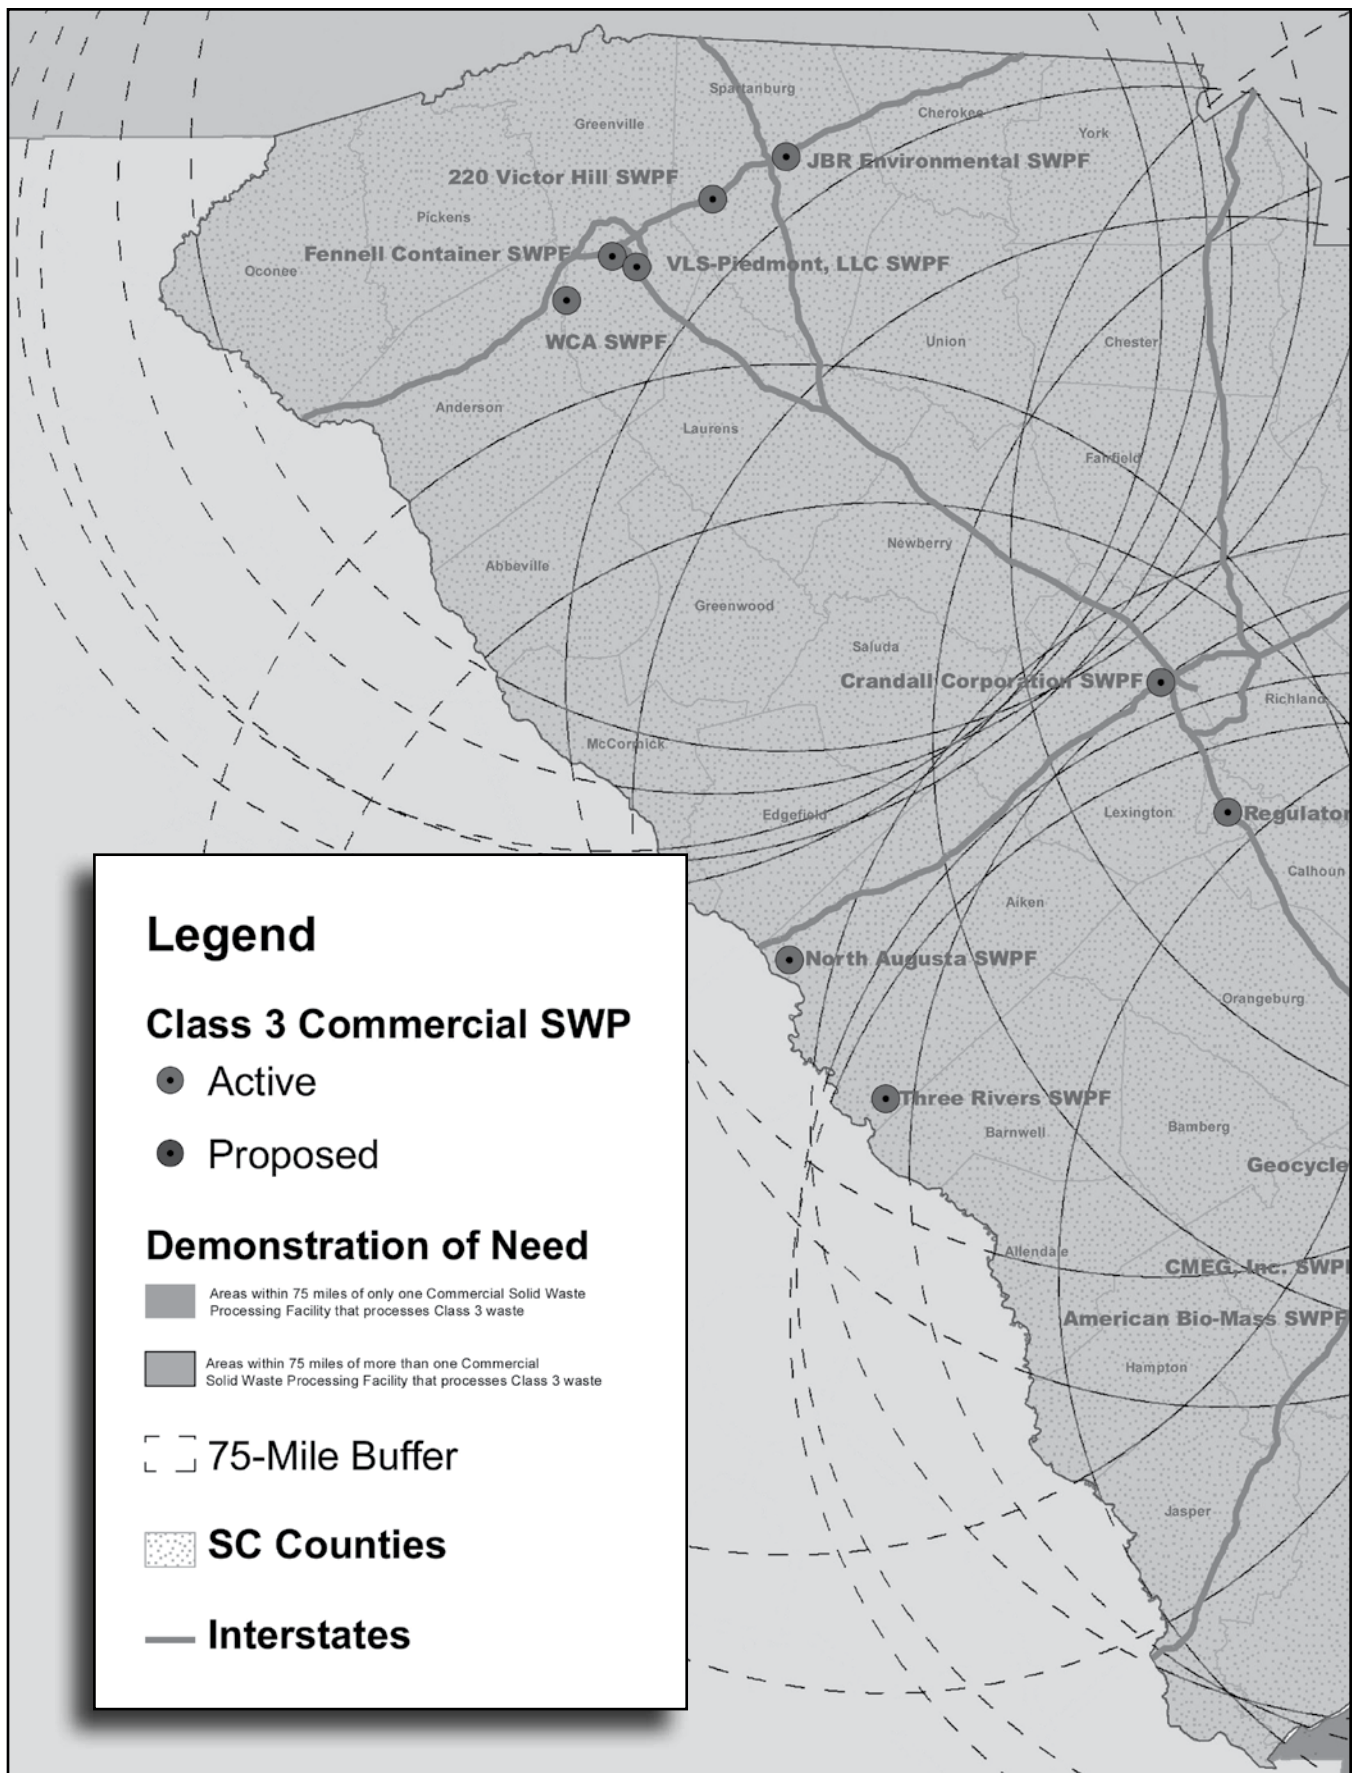 Spartanburg
Cherokee
Greenville
York
JBR Environmental SWPF
220 Victor Hill SWPF
Pickens
Fennell Container SWPF
VLS-Piedmont, LLC SWPF
Oconee
WCA SWPF
Union
Chester
Anderson
Laurens
Fairfield
Newberry
Abbeville
Greenwood
Saluda
Crandall Corporation SWPF
Richland
McCormick
Edgefield
Lexington
Regulator
Calhoun
Aiken
North Augusta SWPF
Orangeburg
Three Rivers SWPF
Barnwell
Bamberg
Geocycle
Allendale
CMEG, Inc. SWP
American Bio-Mass SWPF
Hampton
Jasper
Legend
Class 3 Commercial SWP
Active
Proposed
Demonstration of Need
Areas within 75 miles of only one Commercial Solid Waste
Processing Facility that processes Class 3 waste
Areas within 75 miles of more than one Commercial
Solid Waste Processing Facility that processes Class 3 waste
75-Mile Buffer
SC Counties
Interstates